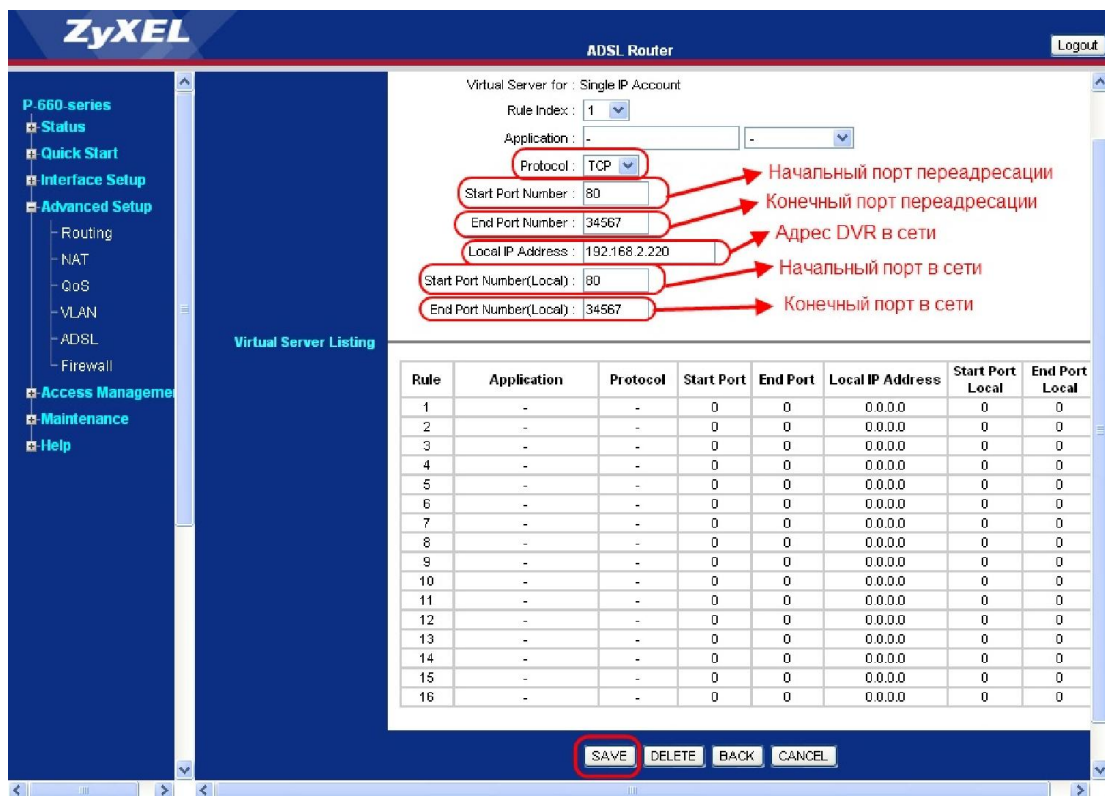 ZyXEL
ADSL Router
Logout
P-660-series
Status
Quick Start
Interface Setup
Advanced Setup
Routing
NAT
QoS
VLAN
ADSL
Firewall
Access Managemen
Maintenance
Help
Virtual Server for : Single IP Account
Rule Index : 1
Application : - -
Protocol : TCP
Start Port Number : 80
End Port Number : 34567
Local IP Address : 192.168.2.220
Start Port Number(Local) : 80
End Port Number(Local) : 34567
Начальный порт переадресации
Конечный порт переадресации
Адрес DVR в сети
Начальный порт в сети
Конечный порт в сети
Virtual Server Listing
Rule Application Protocol Start Port End Port Local IP Address Start Port Local End Port Local
1 - - 0 0 0.0.0.0 0 0
2 - - 0 0 0.0.0.0 0 0
3 - - 0 0 0.0.0.0 0 0
4 - - 0 0 0.0.0.0 0 0
5 - - 0 0 0.0.0.0 0 0
6 - - 0 0 0.0.0.0 0 0
7 - - 0 0 0.0.0.0 0 0
8 - - 0 0 0.0.0.0 0 0
9 - - 0 0 0.0.0.0 0 0
10 - - 0 0 0.0.0.0 0 0
11 - - 0 0 0.0.0.0 0 0
12 - - 0 0 0.0.0.0 0 0
13 - - 0 0 0.0.0.0 0 0
14 - - 0 0 0.0.0.0 0 0
15 - - 0 0 0.0.0.0 0 0
16 - - 0 0 0.0.0.0 0 0
SAVE DELETE BACK CANCEL